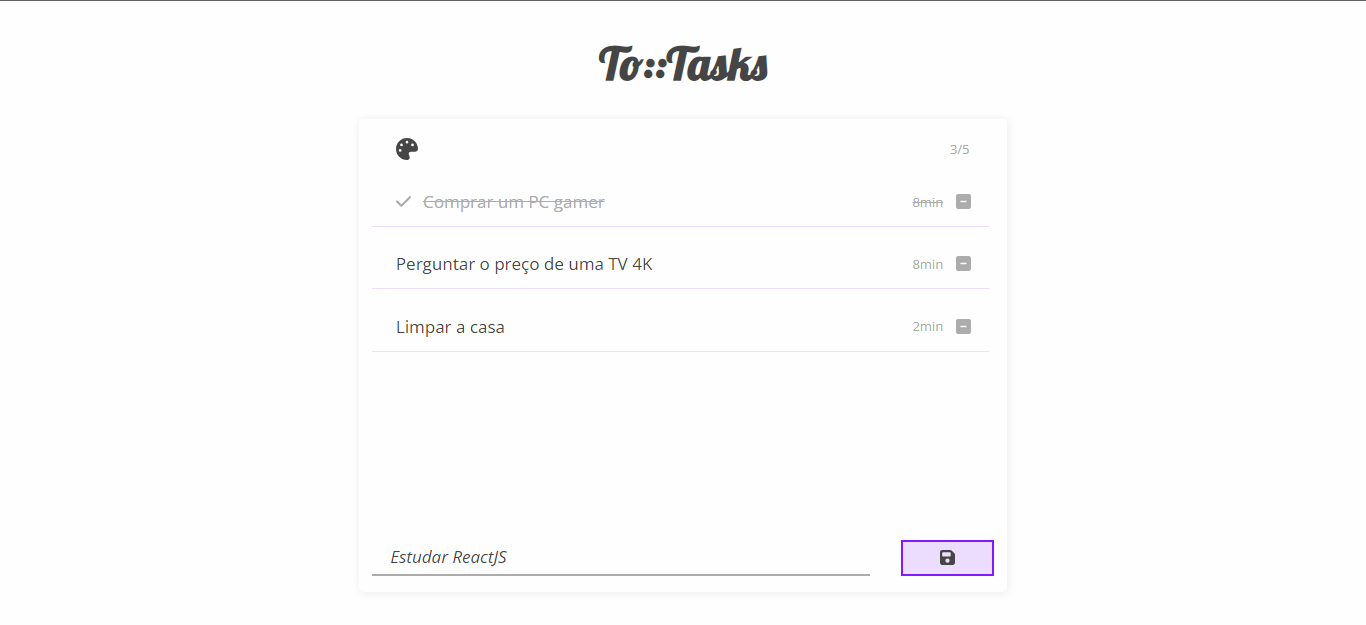 To::Tasks
3/5
Comprar um PC gamer 8min
Perguntar o preço de uma TV 4K 8min
Limpar a casa 2min
Estudar ReactJS